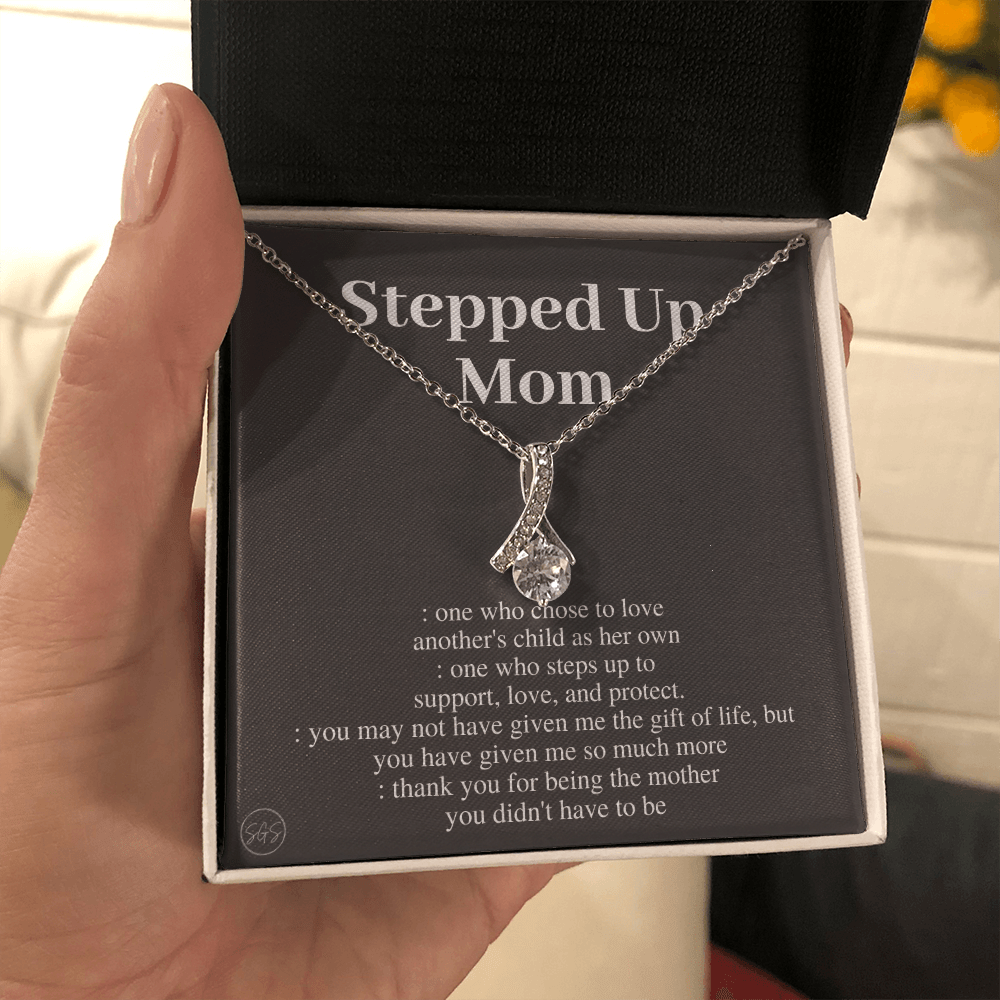 Stepped Up
Mom
: one who chose to love
another's child as her own
: one who steps up to
support, love, and protect.
: you may not have given me the gift of life, but
you have given me so much more
: thank you for being the mother
you didn't have to be
SGS